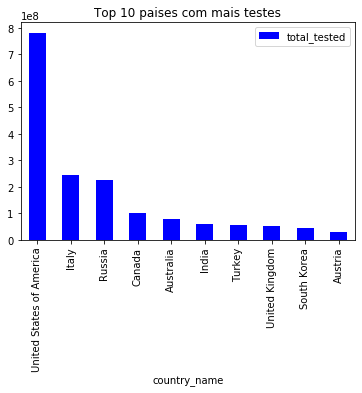 Top 10 paises com mais testes
1e8
total_tested
8
7
6
5
4
3
2
1
0
United States of America
Italy
Russia
Canada
Australia
India
Turkey
United Kingdom
South Korea
Austria
country_name